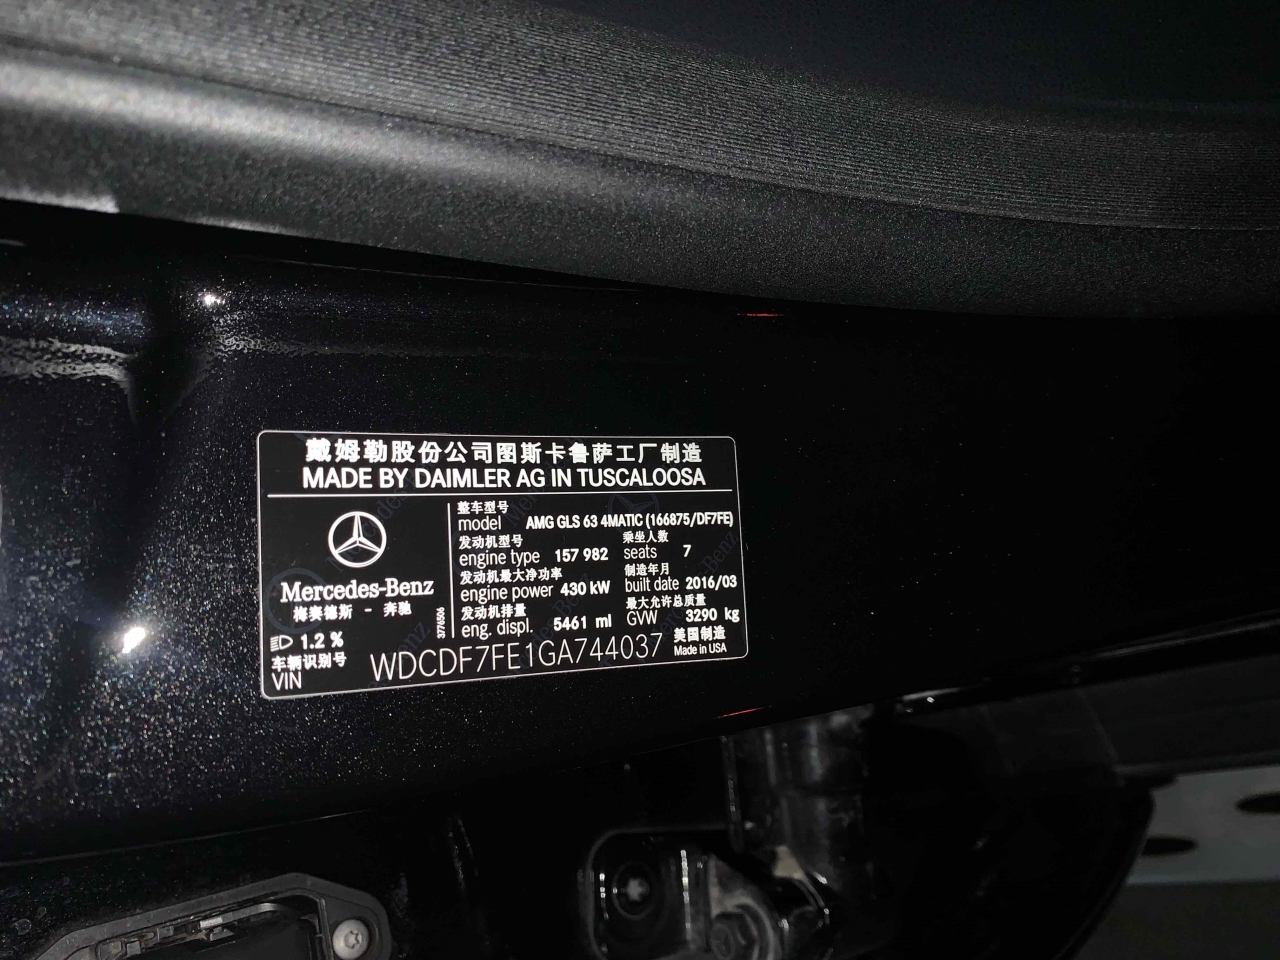 戴姆勒股份公司图斯卡鲁萨工厂制造
MADE BY DAIMLER AG IN TUSCALOOSA
Mercedes-Benz
梅赛德斯 - 奔驰
1.2 %
3776506
整车型号
model AMG GLS 63 4MATIC (166875/DF7FE)
发动机型号 乘坐人数
engine type 157 982 seats 7
发动机最大净功率 制造年月
engine power 430 kW built date 2016/03
发动机排量 最大允许总质量
eng. displ. 5461 ml GVW 3290 kg
车辆识别号
VIN WDCDF7FE1GA744037
美国制造
Made in USA